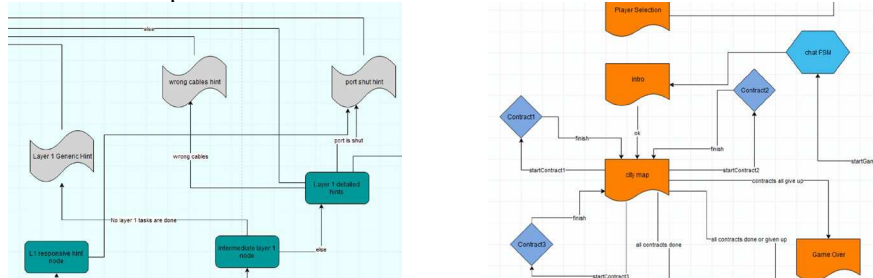 else
wrong cables hint
port shut hint
port is shut
Layer 1 Generic Hint
wrong cables
Layer 1 detailed
hints
No layer 1 tasks are done
L1 responsive hint
node
Intermediate layer 1
node
else
Player Selection
chat FSM
intro
Contract2
Contract1
ok
finish
finish
startContract1
startContract2
startGam
city map
contracts all give up
finish
Contract3
all contracts done
all contracts done or given up
Game Over
startContract3